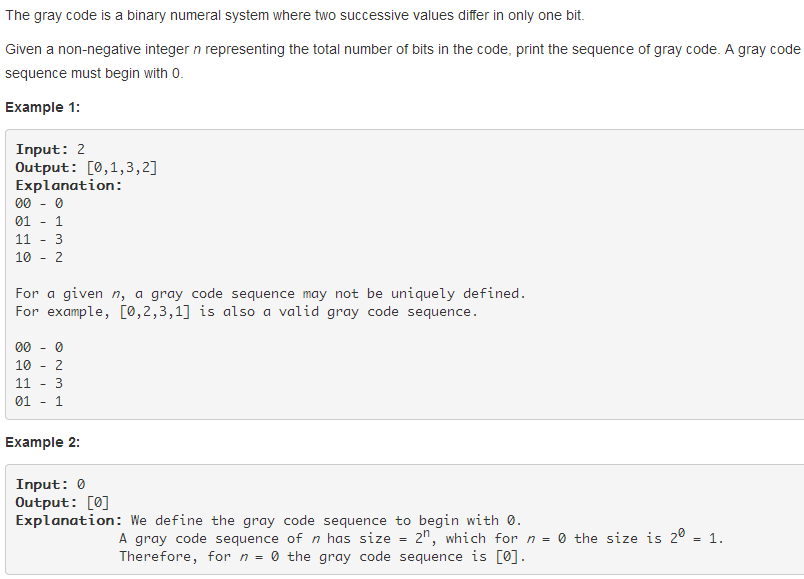 The gray code is a binary numeral system where two successive values differ in only one bit.
Given a non-negative integer n representing the total number of bits in the code, print the sequence of gray code. A gray code
sequence must begin with 0.
Example 1:
Input: 2
Output: [0,1,3,2]
Explanation:
00 - 0
01 - 1
11 - 3
10 - 2
For a given n, a gray code sequence may not be uniquely defined.
For example, [0,2,3,1] is also a valid gray code sequence.
00 - 0
10 - 2
11 - 3
01 - 1
Example 2:
Input: 0
Output: [0]
Explanation: We define the gray code sequence to begin with 0.
A gray code sequence of n has size = 2ⁿ, which for n = 0 the size is 2⁰ = 1.
Therefore, for n = 0 the gray code sequence is [0].